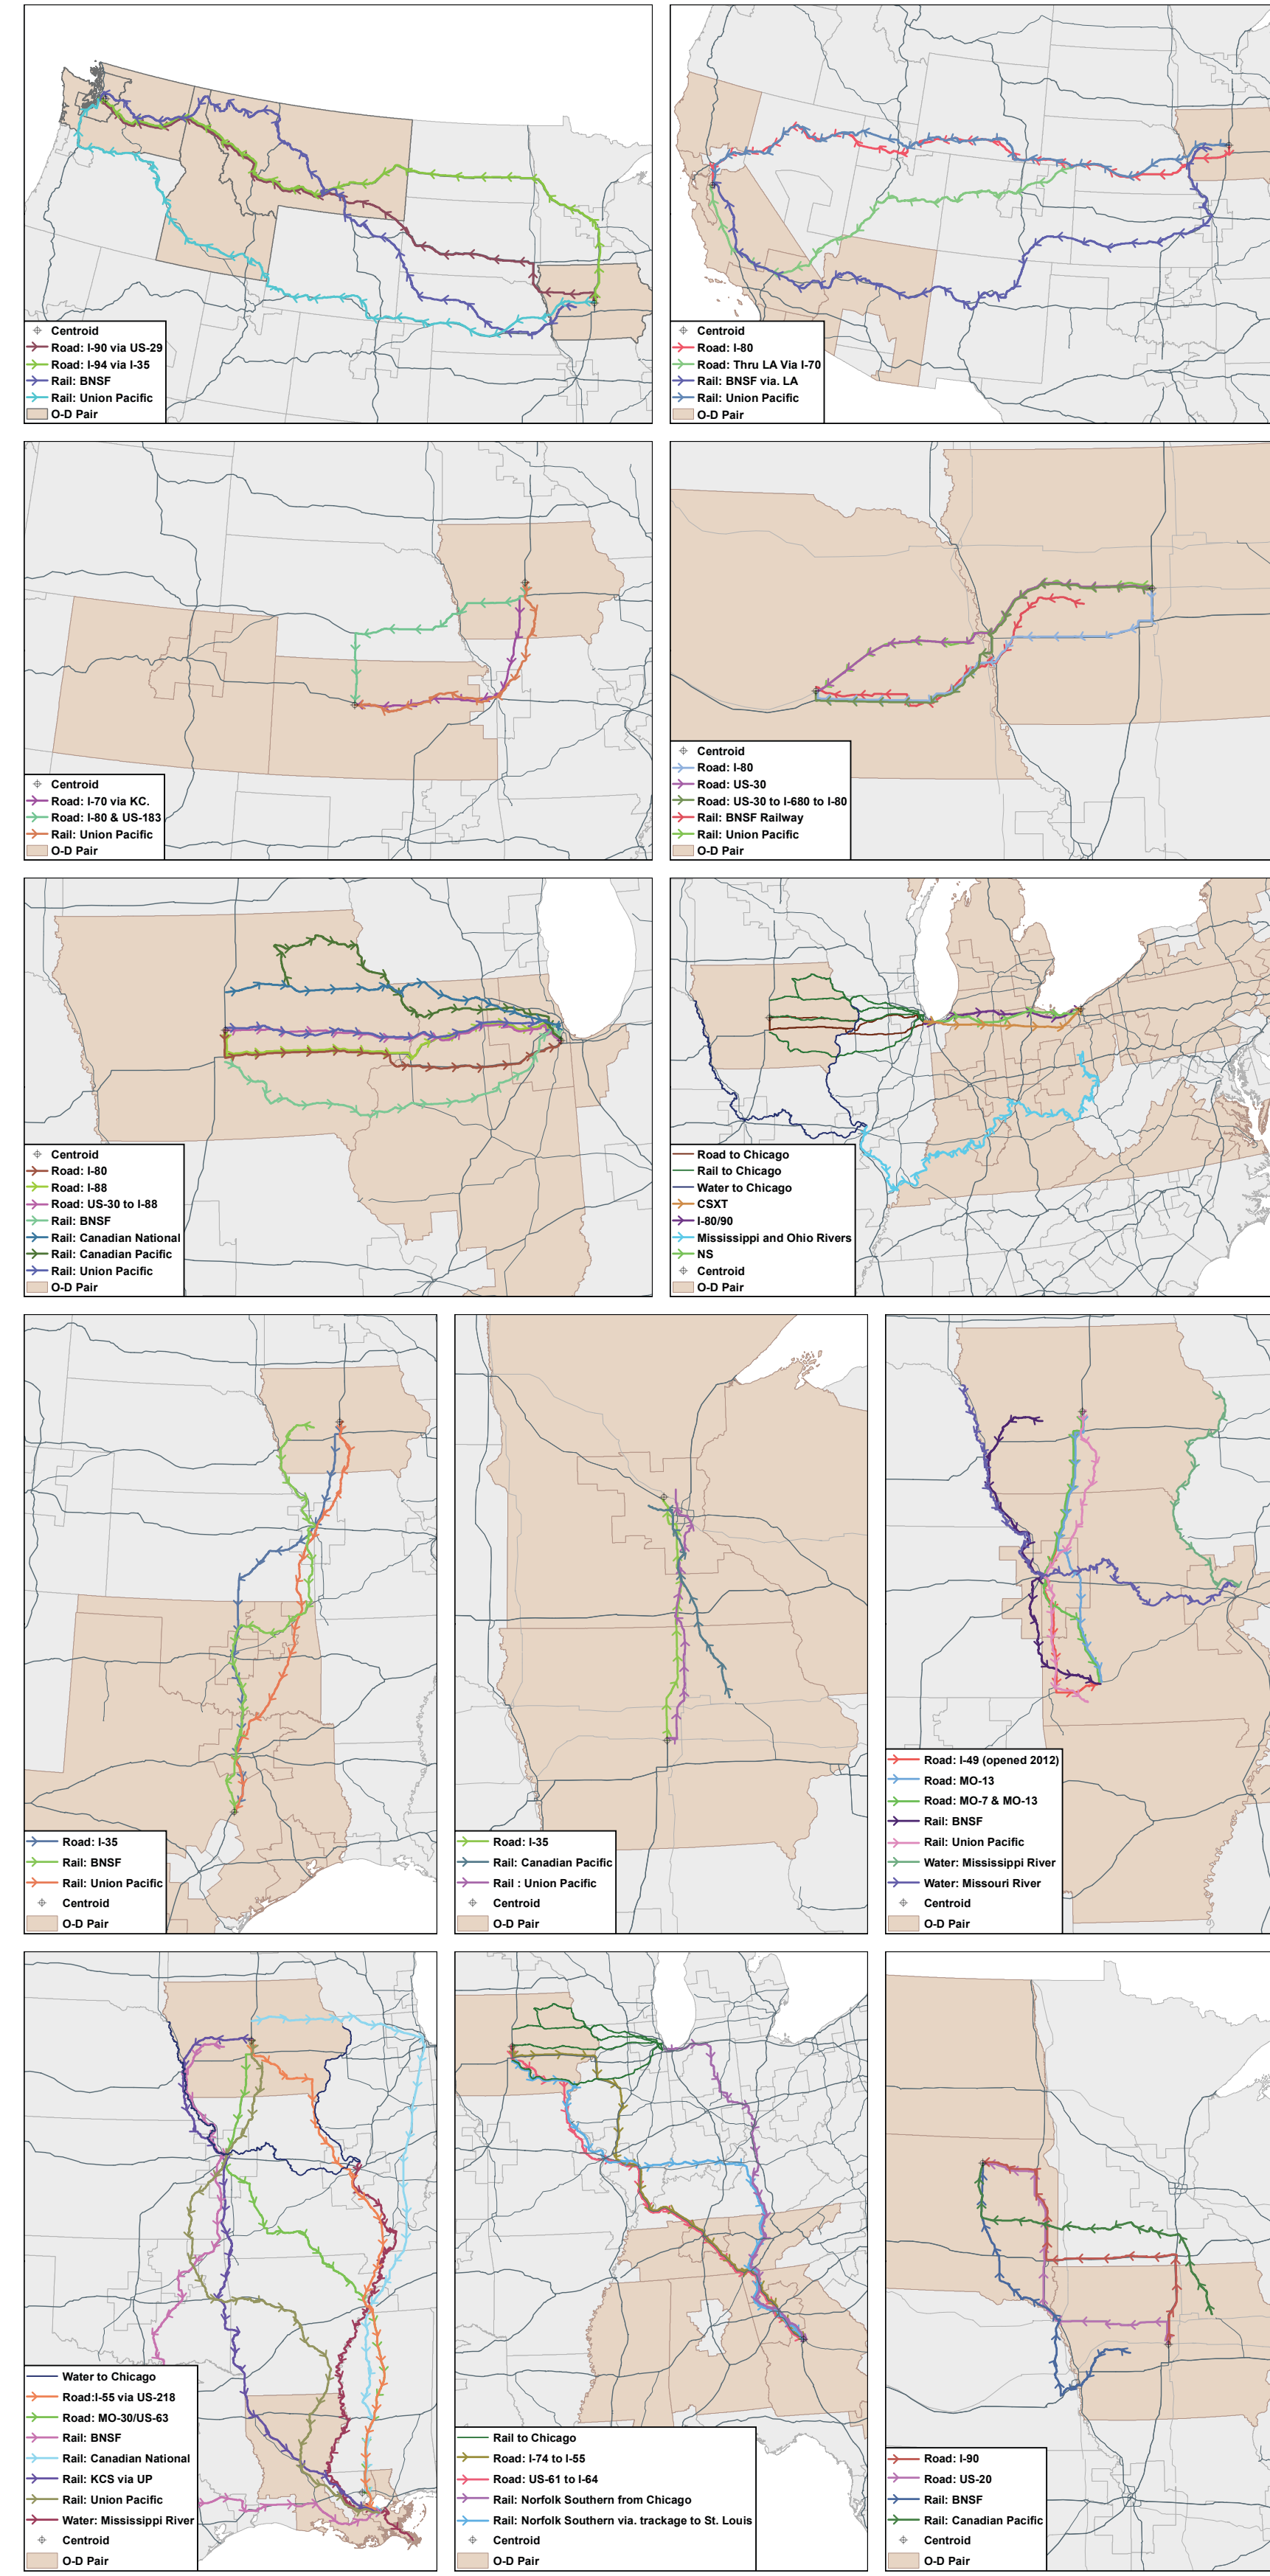 Centroid
Road: I-90 via US-29
Road: I-94 via I-35
Rail: BNSF
Rail: Union Pacific
O-D Pair
Centroid
Road: I-80
Road: Thru LA Via I-70
Rail: BNSF via. LA
Rail: Union Pacific
O-D Pair
Centroid
Road: I-70 via KC.
Road: I-80 & US-183
Rail: Union Pacific
O-D Pair
Centroid
Road: I-80
Road: US-30
Road: US-30 to I-680 to I-80
Rail: BNSF Railway
Rail: Union Pacific
O-D Pair
Centroid
Road: I-80
Road: I-88
Road: US-30 to I-88
Rail: BNSF
Rail: Canadian National
Rail: Canadian Pacific
Rail: Union Pacific
O-D Pair
Road to Chicago
Rail to Chicago
Water to Chicago
CSXT
I-80/90
Mississippi and Ohio Rivers
NS
Centroid
O-D Pair
Road: I-35
Rail: BNSF
Rail: Union Pacific
Centroid
O-D Pair
Road: I-35
Rail: Canadian Pacific
Rail : Union Pacific
Centroid
O-D Pair
Road: I-49 (opened 2012)
Road: MO-13
Road: MO-7 & MO-13
Rail: BNSF
Rail: Union Pacific
Water: Mississippi River
Water: Missouri River
Centroid
O-D Pair
Water to Chicago
Road:I-55 via US-218
Road: MO-30/US-63
Rail: BNSF
Rail: Canadian National
Rail: KCS via UP
Rail: Union Pacific
Water: Mississippi River
Centroid
O-D Pair
Rail to Chicago
Road: I-74 to I-55
Road: US-61 to I-64
Rail: Norfolk Southern from Chicago
Rail: Norfolk Southern via. trackage to St. Louis
Centroid
O-D Pair
Road: I-90
Road: US-20
Rail: BNSF
Rail: Canadian Pacific
Centroid
O-D Pair